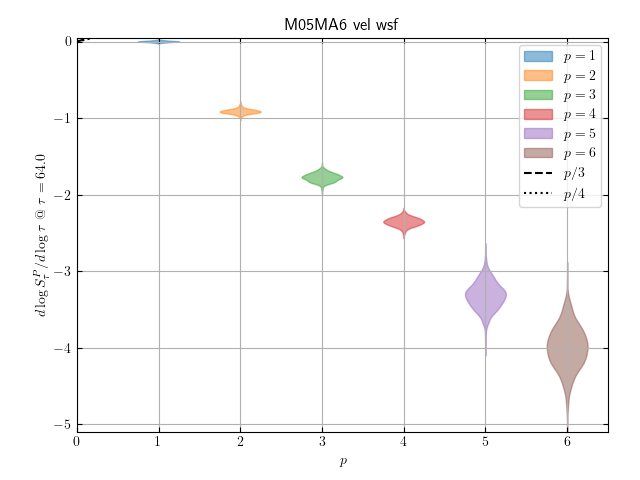 M05MA6 vel wsf
d log S_τ^P / d log τ @ τ = 64.0
0
−1
−2
−3
−4
−5
0 1 2 3 4 5 6
p
p = 1
p = 2
p = 3
p = 4
p = 5
p = 6
p/3
p/4